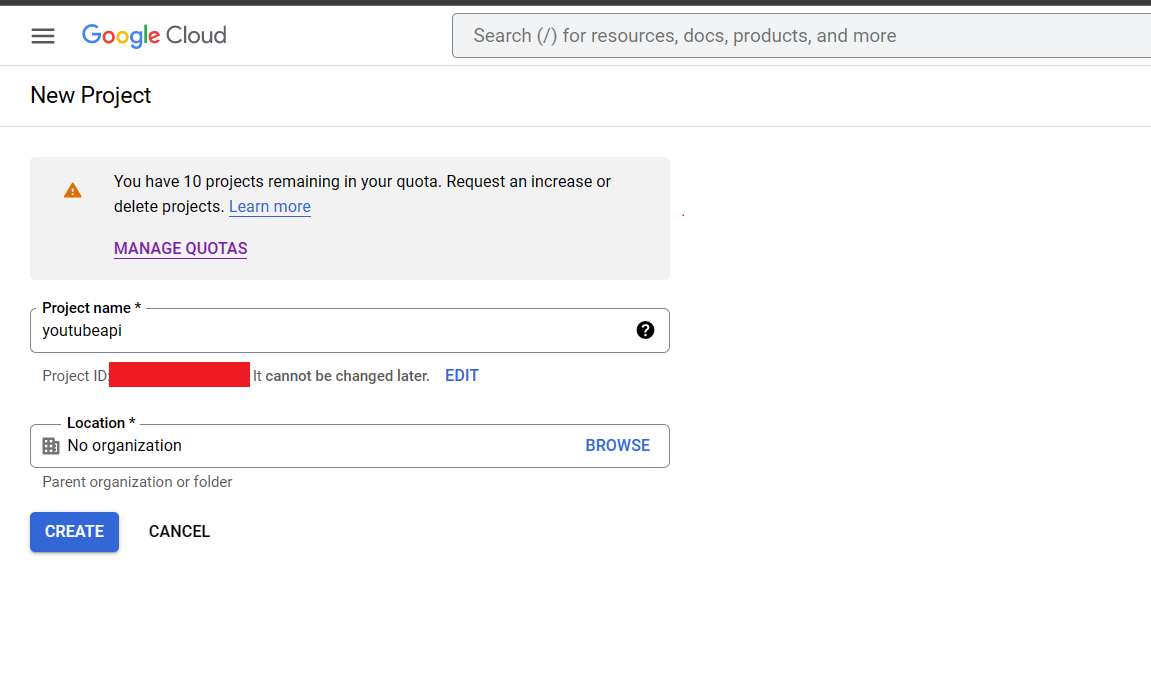 Google Cloud
Search (/) for resources, docs, products, and more
New Project
You have 10 projects remaining in your quota. Request an increase or
delete projects. Learn more
MANAGE QUOTAS
Project name *
youtubeapi
Project ID: It cannot be changed later. EDIT
Location *
No organization BROWSE
Parent organization or folder
CREATE CANCEL